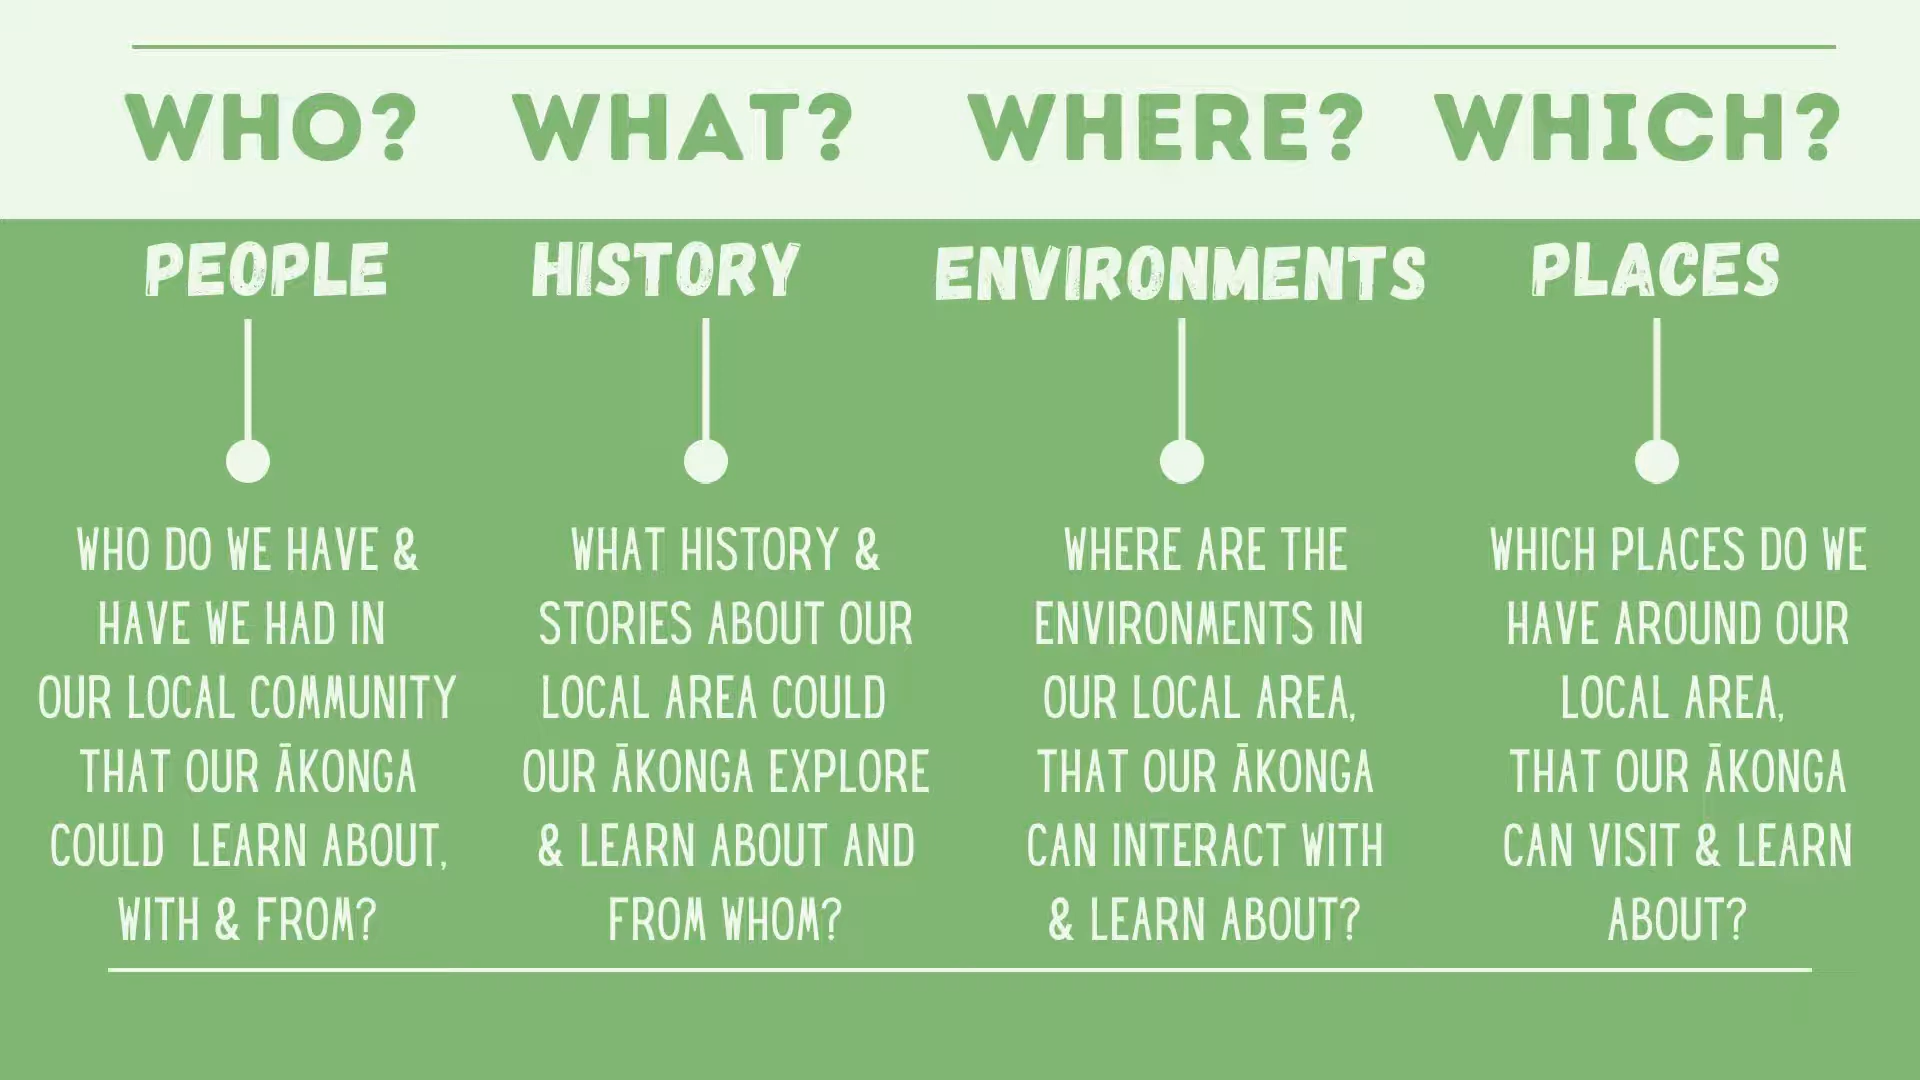 WHO?
WHAT?
WHERE?
WHICH?
PEOPLE
HISTORY
ENVIRONMENTS
PLACES
WHO DO WE HAVE &
HAVE WE HAD IN
OUR LOCAL COMMUNITY
THAT OUR ĀKONGA
COULD LEARN ABOUT,
WITH & FROM?
WHAT HISTORY &
STORIES ABOUT OUR
LOCAL AREA COULD
OUR ĀKONGA EXPLORE
& LEARN ABOUT AND
FROM WHOM?
WHERE ARE THE
ENVIRONMENTS IN
OUR LOCAL AREA,
THAT OUR ĀKONGA
CAN INTERACT WITH
& LEARN ABOUT?
WHICH PLACES DO WE
HAVE AROUND OUR
LOCAL AREA,
THAT OUR ĀKONGA
CAN VISIT & LEARN
ABOUT?